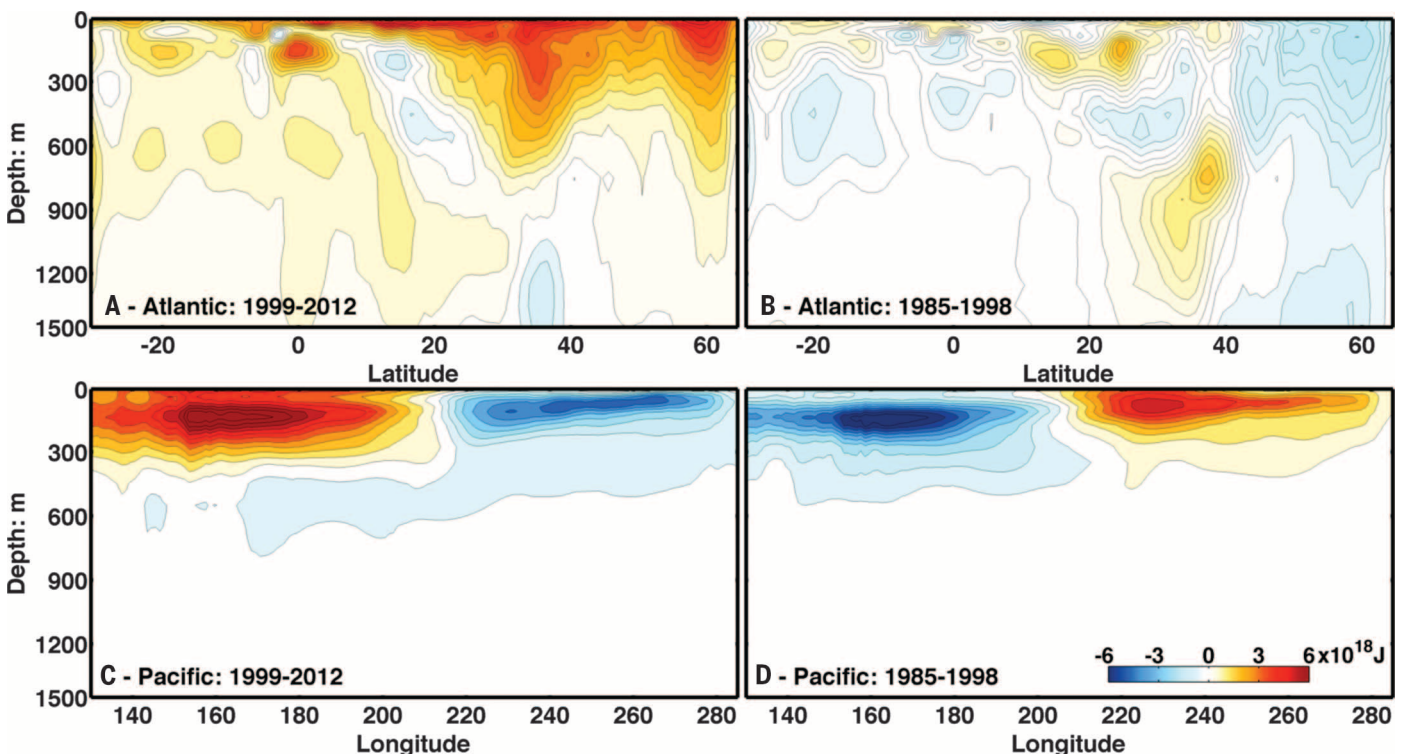 0
300
600
900
1200
1500
Depth: m
A - Atlantic: 1999-2012
-20 0 20 40 60
Latitude
B - Atlantic: 1985-1998
-20 0 20 40 60
Latitude
0
300
600
900
1200
1500
Depth: m
C - Pacific: 1999-2012
140 160 180 200 220 240 260 280
Longitude
-6 -3 0 3 6x10¹⁸J
D - Pacific: 1985-1998
140 160 180 200 220 240 260 280
Longitude